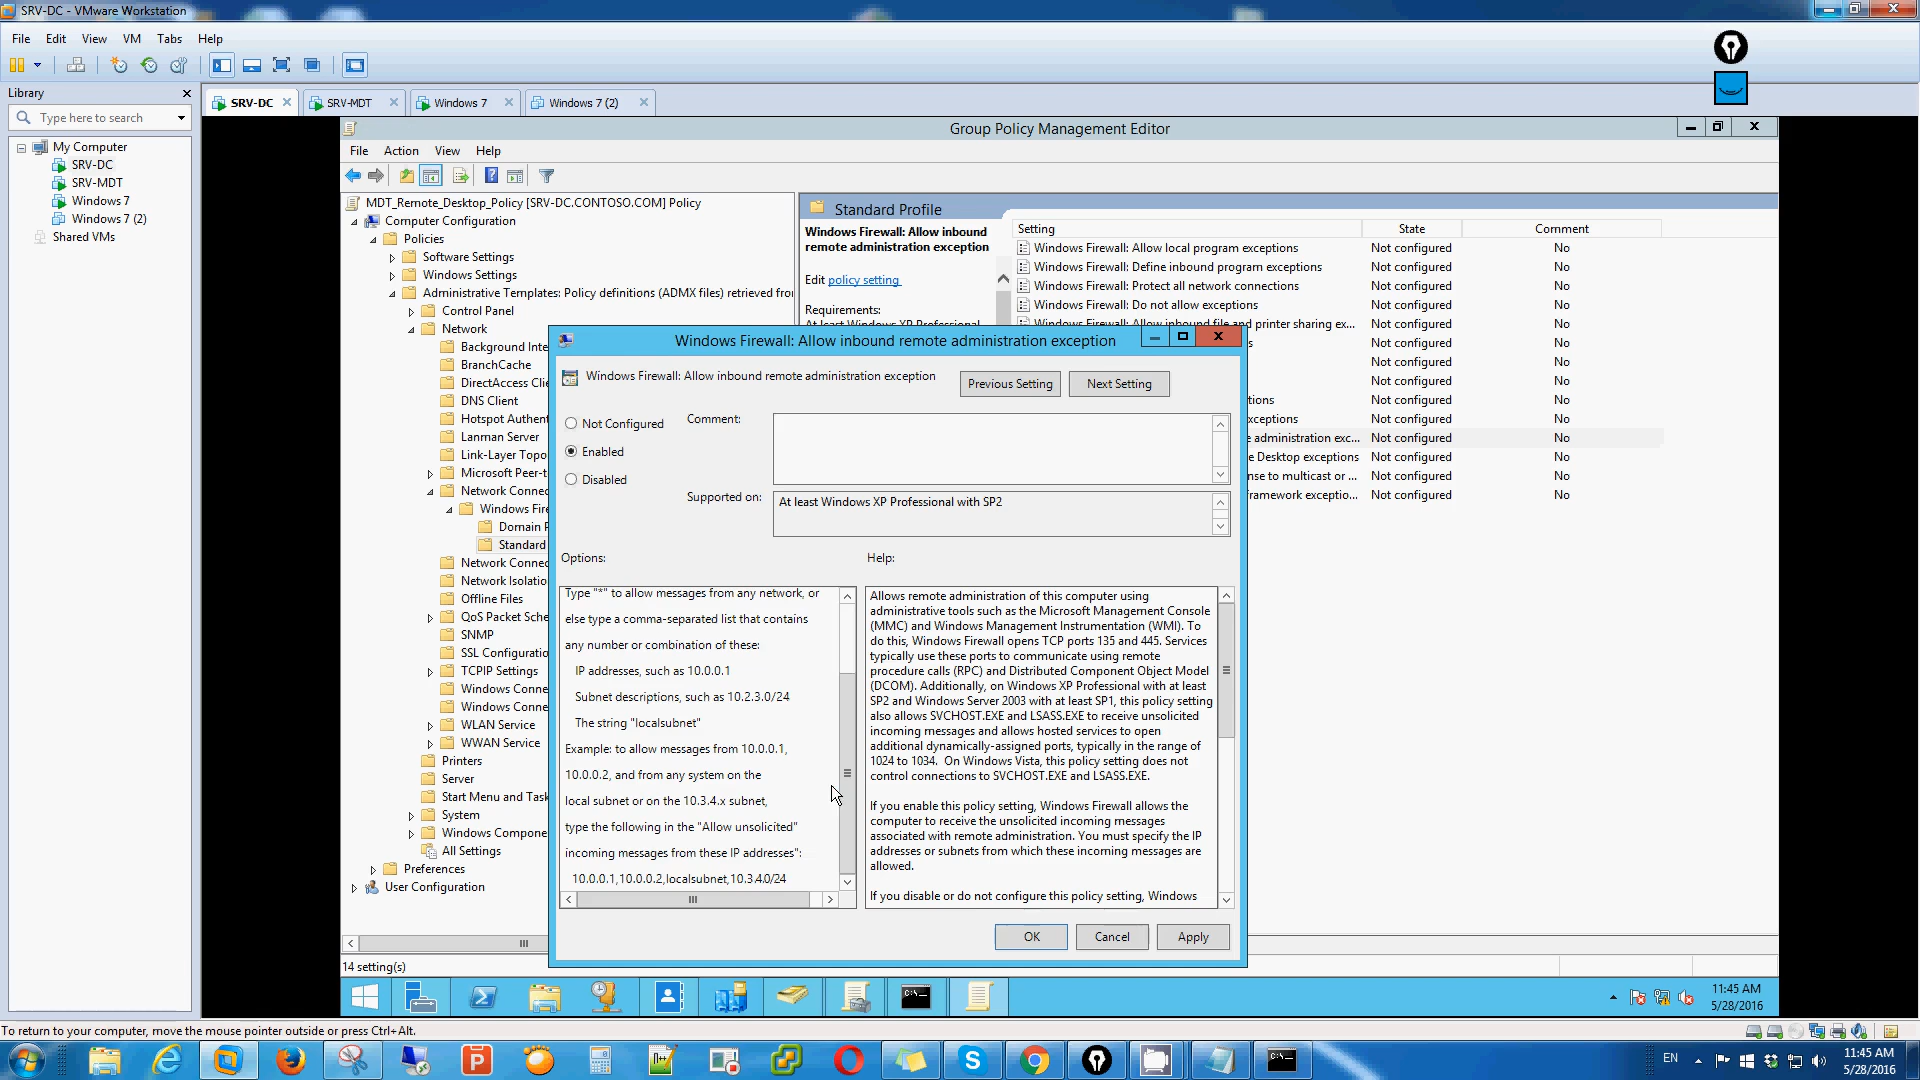 SRV-DC - VMware Workstation
File Edit View VM Tabs Help
Library
Type here to search
My Computer
SRV-DC
SRV-MDT
Windows 7
Windows 7 (2)
Shared VMs
SRV-DC
SRV-MDT
Windows 7
Windows 7 (2)
Group Policy Management Editor
File Action View Help
MDT_Remote_Desktop_Policy [SRV-DC.CONTOSO.COM] Policy
Computer Configuration
Policies
Software Settings
Windows Settings
Administrative Templates: Policy definitions (ADMX files) retrieved fro
Control Panel
Network
Background Inte
BranchCache
DirectAccess Clie
DNS Client
Hotspot Authent
Lanman Server
Link-Layer Topo
Microsoft Peer-t
Network Connec
Windows Fire
Domain P
Standard
Network Connec
Network Isolatio
Offline Files
QoS Packet Sche
SNMP
SSL Configuratio
TCPIP Settings
Windows Conne
Windows Conne
WLAN Service
WWAN Service
Printers
Server
Start Menu and Task
System
Windows Compone
All Settings
Preferences
User Configuration
14 setting(s)
Standard Profile
Windows Firewall: Allow inbound
remote administration exception
Edit policy setting
Requirements:
At least Windows XP Professional
Setting State Comment
Windows Firewall: Allow local program exceptions Not configured No
Windows Firewall: Define inbound program exceptions Not configured No
Windows Firewall: Protect all network connections Not configured No
Windows Firewall: Do not allow exceptions Not configured No
Windows Firewall: Allow inbound file and printer sharing ex... Not configured No
s Not configured No
Not configured No
Not configured No
tions Not configured No
xceptions Not configured No
e administration exc... Not configured No
e Desktop exceptions Not configured No
nse to multicast or ... Not configured No
ramework exceptio... Not configured No
Windows Firewall: Allow inbound remote administration exception
Windows Firewall: Allow inbound remote administration exception
Previous Setting Next Setting
Not Configured
Enabled
Disabled
Comment:
Supported on:
At least Windows XP Professional with SP2
Options:
Help:
Type "*" to allow messages from any network, or
else type a comma-separated list that contains
any number or combination of these:
IP addresses, such as 10.0.0.1
Subnet descriptions, such as 10.2.3.0/24
The string "localsubnet"
Example: to allow messages from 10.0.0.1,
10.0.0.2, and from any system on the
local subnet or on the 10.3.4.x subnet,
type the following in the "Allow unsolicited"
incoming messages from these IP addresses":
10.0.0.1,10.0.0.2,localsubnet,10.3.4.0/24
Allows remote administration of this computer using
administrative tools such as the Microsoft Management Console
(MMC) and Windows Management Instrumentation (WMI). To
do this, Windows Firewall opens TCP ports 135 and 445. Services
typically use these ports to communicate using remote
procedure calls (RPC) and Distributed Component Object Model
(DCOM). Additionally, on Windows XP Professional with at least
SP2 and Windows Server 2003 with at least SP1, this policy setting
also allows SVCHOST.EXE and LSASS.EXE to receive unsolicited
incoming messages and allows hosted services to open
additional dynamically-assigned ports, typically in the range of
1024 to 1034. On Windows Vista, this policy setting does not
control connections to SVCHOST.EXE and LSASS.EXE.
If you enable this policy setting, Windows Firewall allows the
computer to receive the unsolicited incoming messages
associated with remote administration. You must specify the IP
addresses or subnets from which these incoming messages are
allowed.
If you disable or do not configure this policy setting, Windows
OK Cancel Apply
11:45 AM
5/28/2016
To return to your computer, move the mouse pointer outside or press Ctrl+Alt.
EN
11:45 AM
5/28/2016